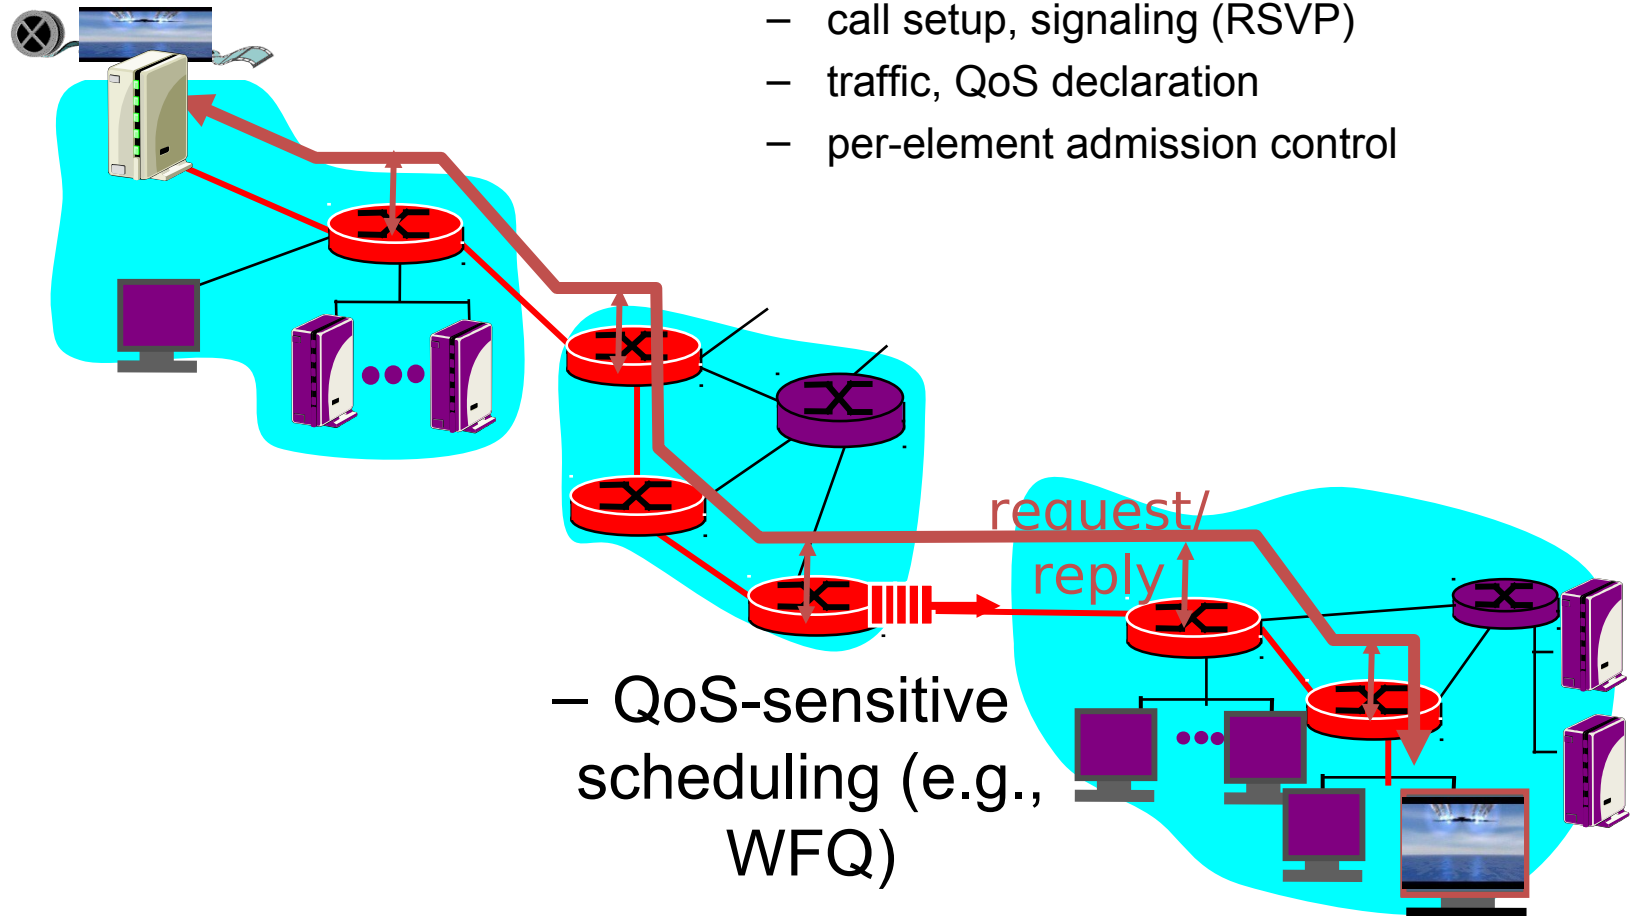 – call setup, signaling (RSVP)
– traffic, QoS declaration
– per-element admission control
request/
reply
– QoS-sensitive
scheduling (e.g.,
WFQ)